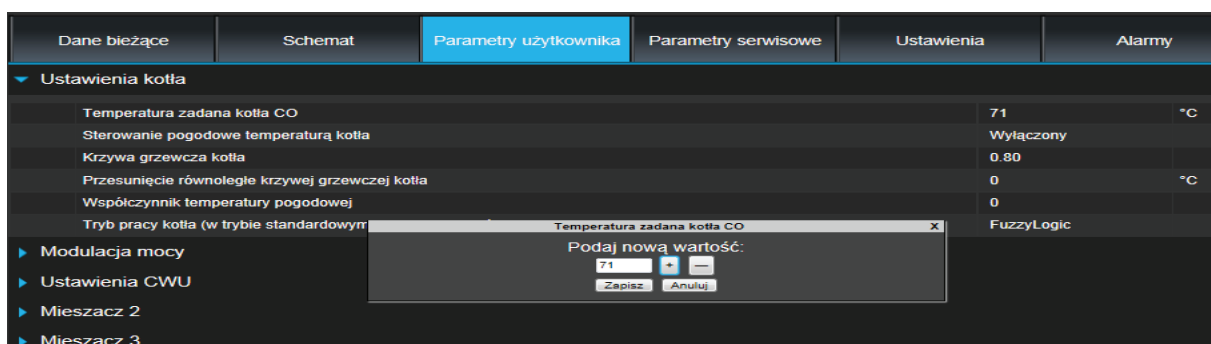 Dane bieżące Schemat Parametry użytkownika Parametry serwisowe Ustawienia Alarmy
Ustawienia kotła
Temperatura zadana kotła CO 71 °C
Sterowanie pogodowe temperaturą kotła Wyłączony
Krzywa grzewcza kotła 0.80
Przesunięcie równoległe krzywej grzewczej kotła 0 °C
Współczynnik temperatury pogodowej 0
Tryb pracy kotła (w trybie standardowym FuzzyLogic
Temperatura zadana kotła CO X
Podaj nową wartość:
71 + —
Zapisz Anuluj
Modulacja mocy
Ustawienia CWU
Mieszacz 2
Mieszacz 3